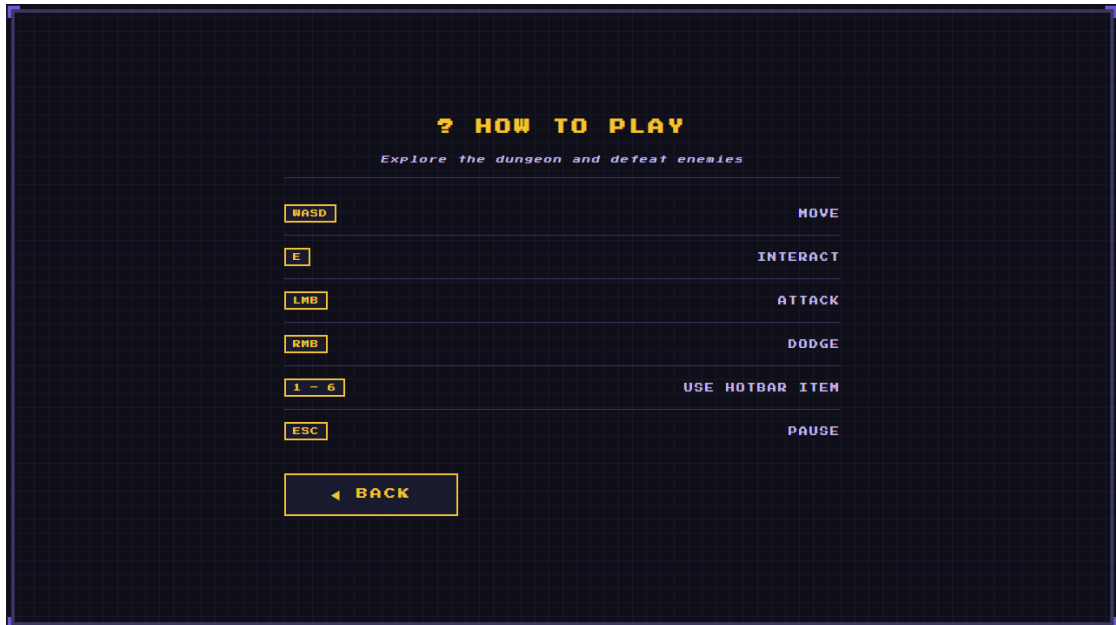 ? HOW TO PLAY
Explore the dungeon and defeat enemies
WASD MOVE
E INTERACT
LMB ATTACK
RMB DODGE
1 – 6 USE HOTBAR ITEM
ESC PAUSE
◀ BACK